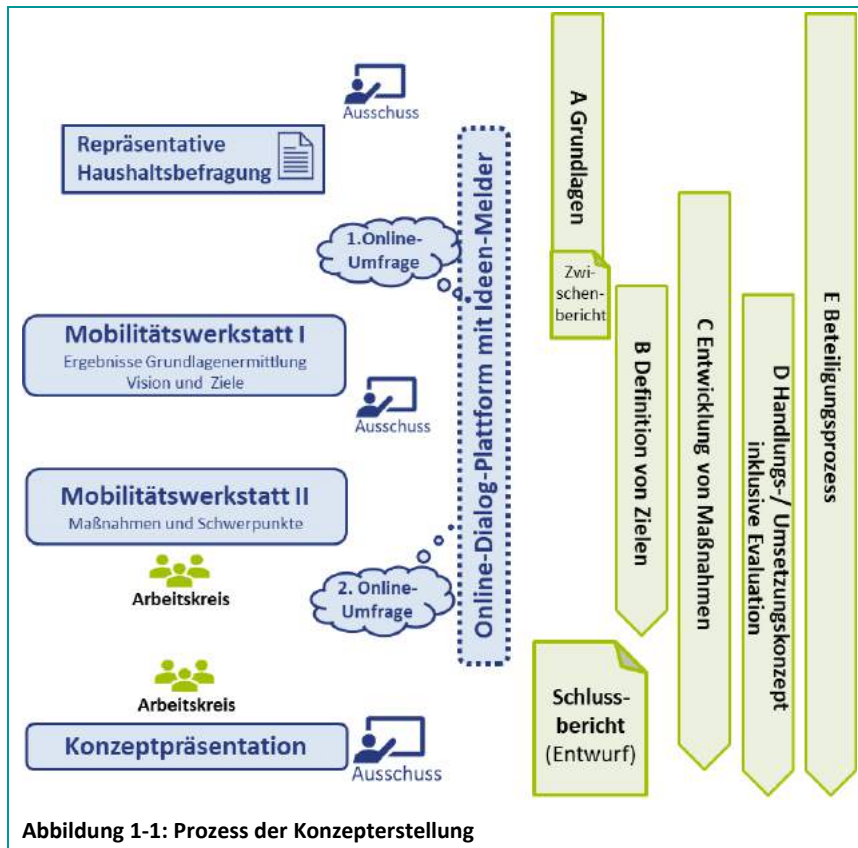 Ausschuss
Repräsentative
Haushaltsbefragung
1.Online-
Umfrage
Mobilitätswerkstatt I
Ergebnisse Grundlagenermittlung
Vision und Ziele
Ausschuss
Mobilitätswerkstatt II
Maßnahmen und Schwerpunkte
Arbeitskreis
2. Online-
Umfrage
Arbeitskreis
Konzeptpräsentation
Ausschuss
Online-Dialog-Plattform mit Ideen-Melder
A Grundlagen
Zwi-
schen-
bericht
B Definition von Zielen
C Entwicklung von Maßnahmen
D Handlungs-/ Umsetzungskonzept
inklusive Evaluation
E Beteiligungsprozess
Schluss-
bericht
(Entwurf)
Abbildung 1-1: Prozess der Konzepterstellung